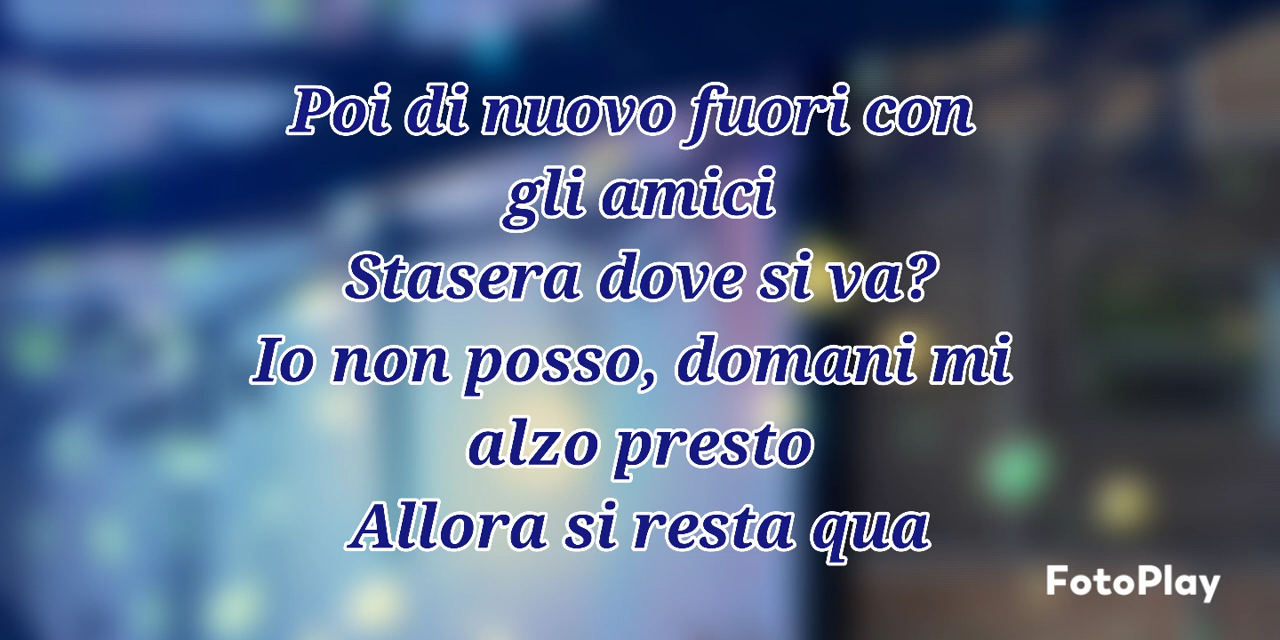 Poi di nuovo fuori con
gli amici
Stasera dove si va?
Io non posso, domani mi
alzo presto
Allora si resta qua
FotoPlay